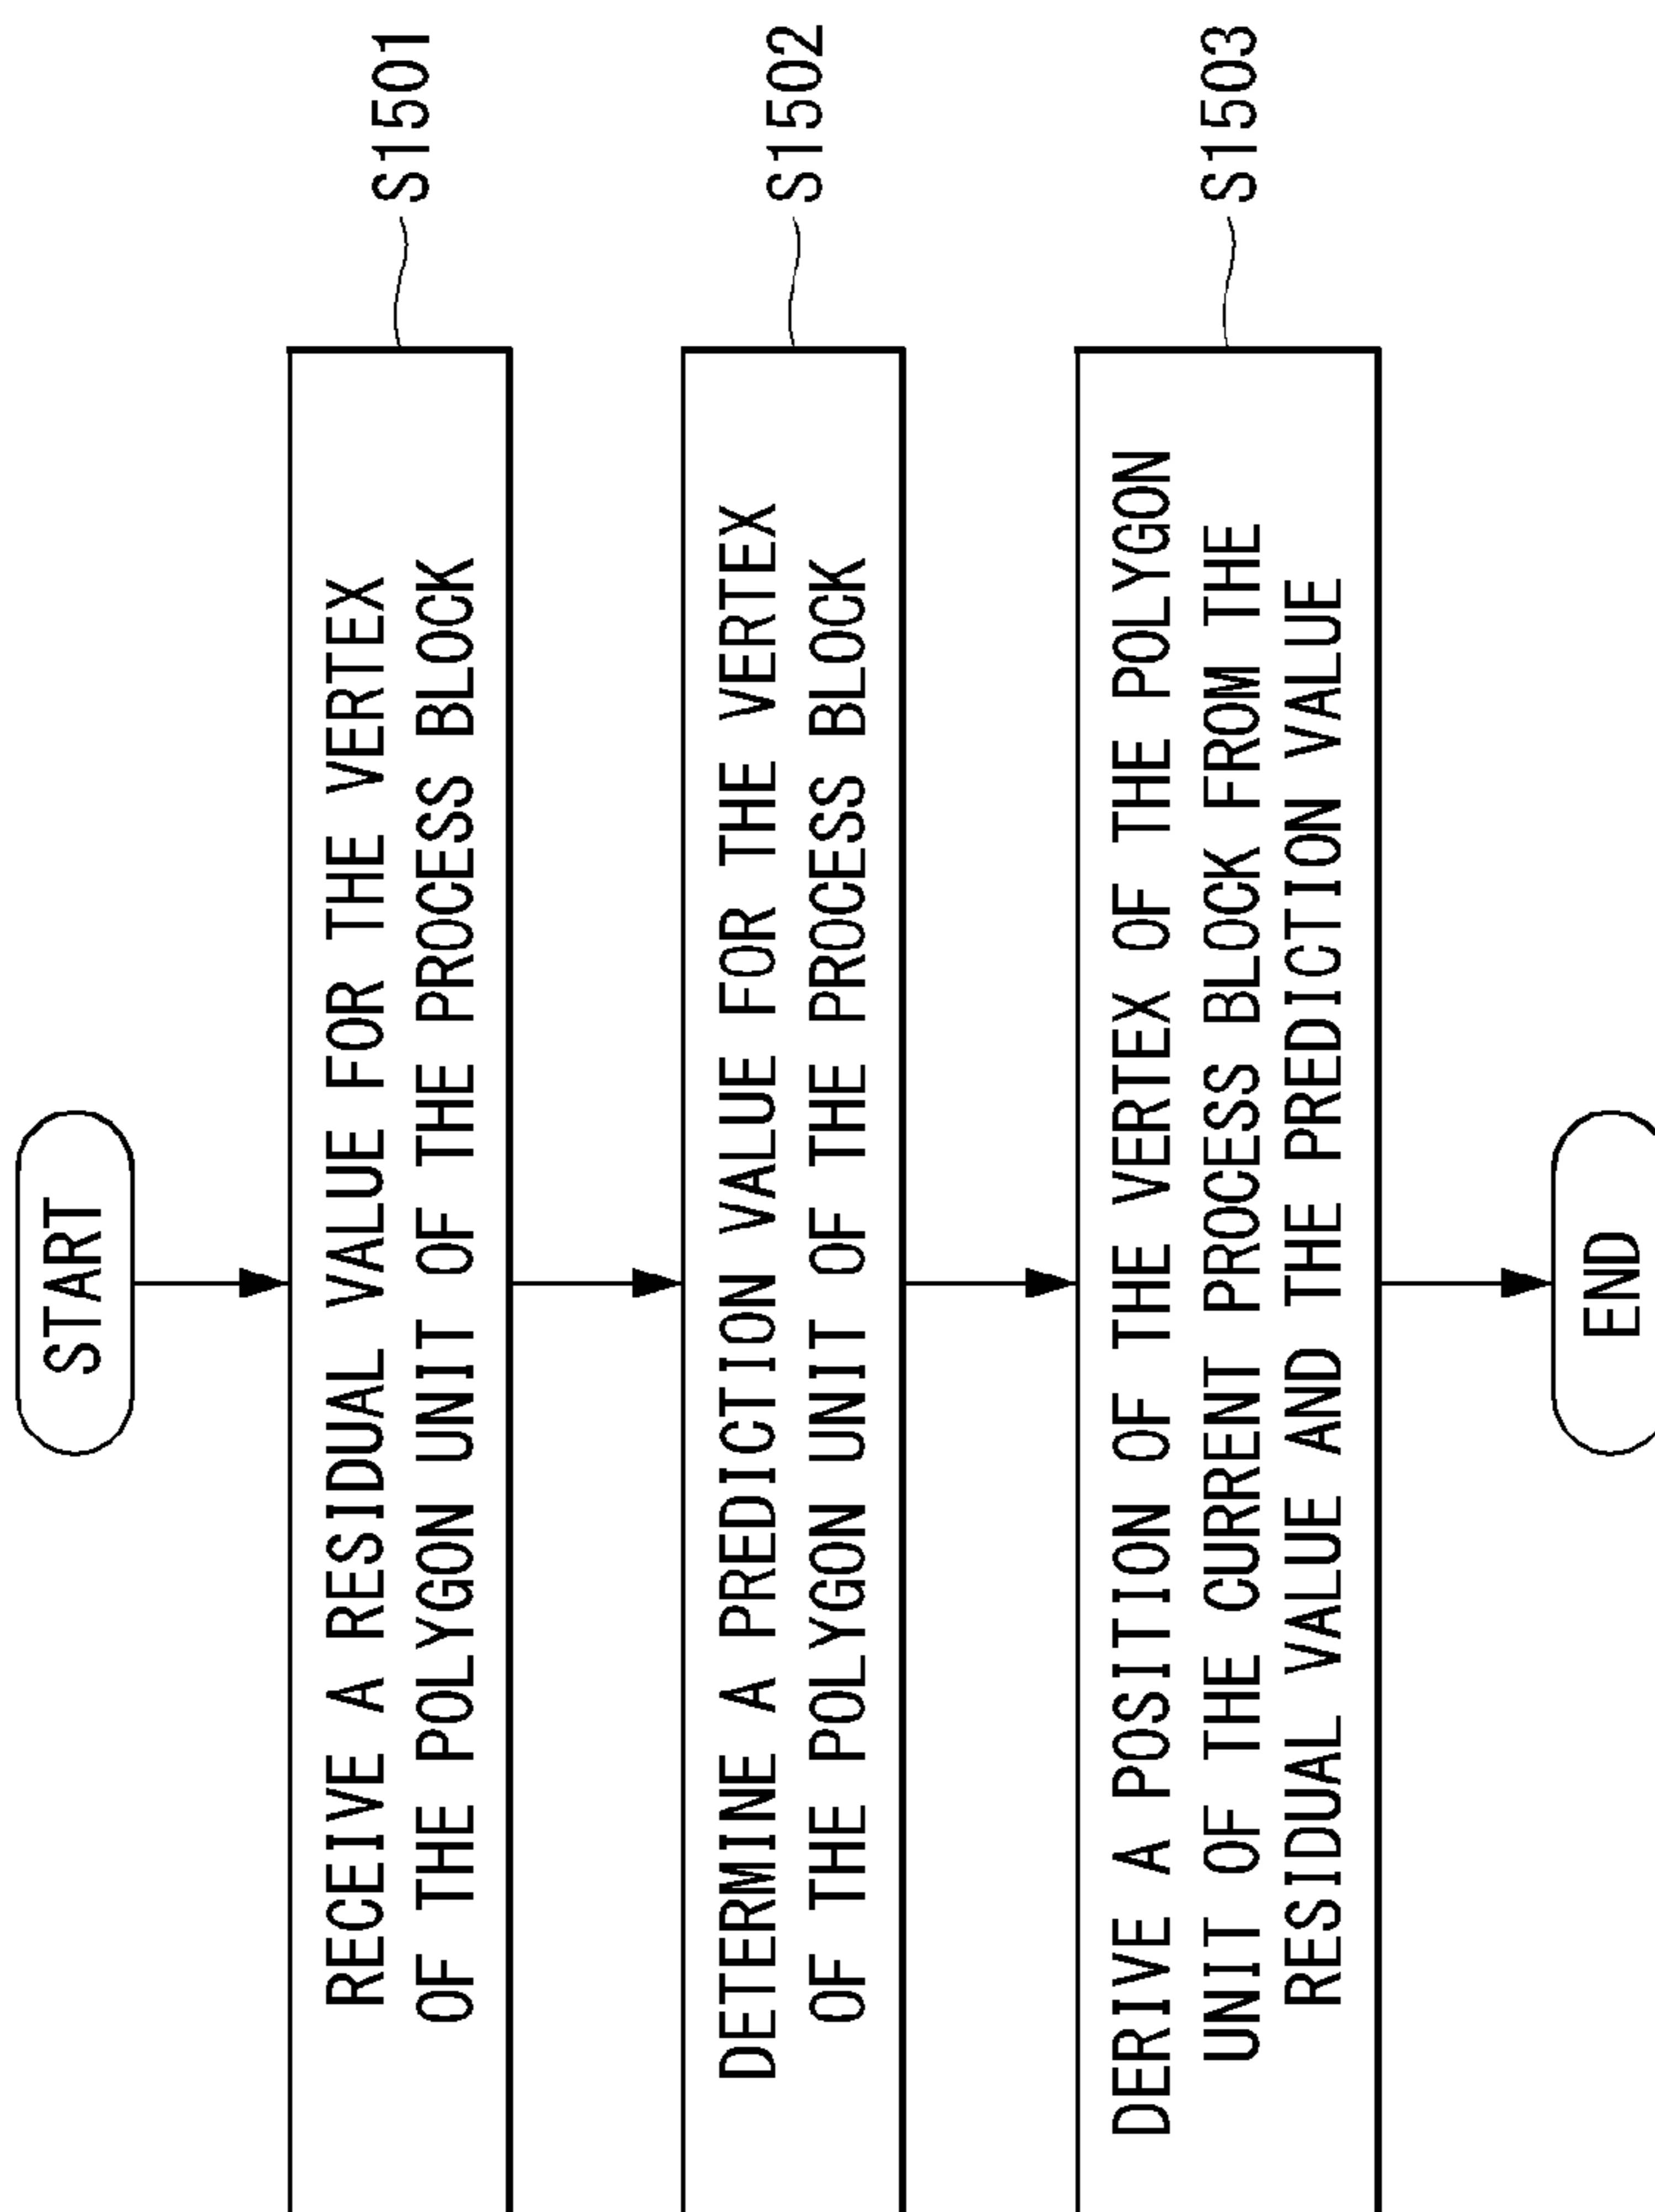 START
RECEIVE A RESIDUAL VALUE FOR THE VERTEX
OF THE POLYGON UNIT OF THE PROCESS BLOCK
S1501
DETERMINE A PREDICTION VALUE FOR THE VERTEX
OF THE POLYGON UNIT OF THE PROCESS BLOCK
S1502
DERIVE A POSITION OF THE VERTEX OF THE POLYGON
UNIT OF THE CURRENT PROCESS BLOCK FROM THE
RESIDUAL VALUE AND THE PREDICTION VALUE
S1503
END